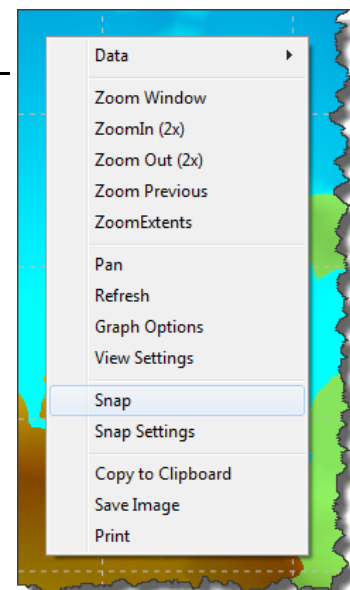 Data
Zoom Window
ZoomIn (2x)
Zoom Out (2x)
Zoom Previous
ZoomExtents
Pan
Refresh
Graph Options
View Settings
Snap
Snap Settings
Copy to Clipboard
Save Image
Print